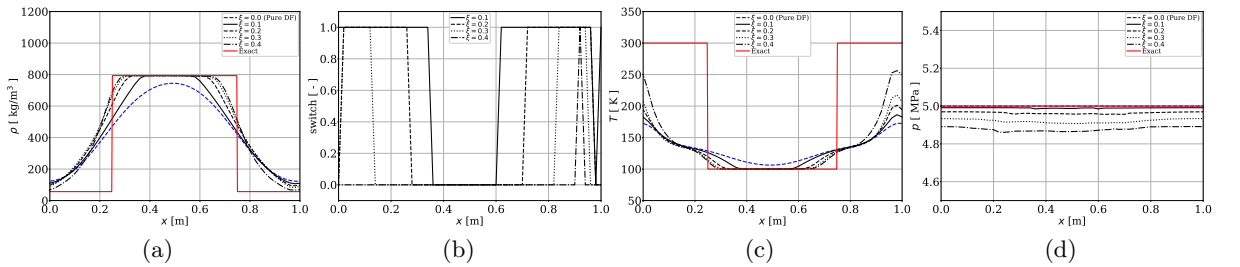 1200
1000
800
600
400
200
0
0.0 0.2 0.4 0.6 0.8 1.0
x [m]
ρ [ kg/m³ ]
ξ = 0.0 (Pure DF)
ξ = 0.1
ξ = 0.2
ξ = 0.3
ξ = 0.4
Exact
(a)
1.0
0.8
0.6
0.4
0.2
0.0
0.0 0.2 0.4 0.6 0.8 1.0
x [m]
switch [ - ]
ξ = 0.1
ξ = 0.2
ξ = 0.3
ξ = 0.4
(b)
350
300
250
200
150
100
50
0.0 0.2 0.4 0.6 0.8 1.0
x [m]
T [ K ]
ξ = 0.0 (Pure DF)
ξ = 0.1
ξ = 0.2
ξ = 0.3
ξ = 0.4
Exact
(c)
5.4
5.2
5.0
4.8
4.6
0.0 0.2 0.4 0.6 0.8 1.0
x [m]
p [ MPa ]
ξ = 0.0 (Pure DF)
ξ = 0.1
ξ = 0.2
ξ = 0.3
ξ = 0.4
Exact
(d)